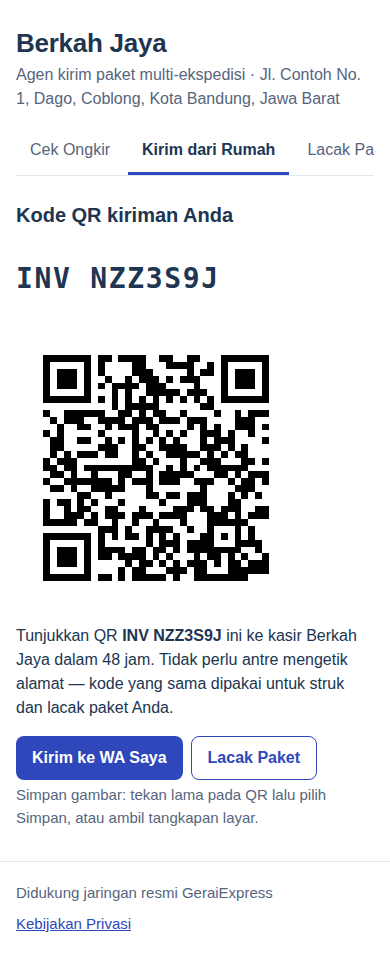 Berkah Jaya
Agen kirim paket multi-ekspedisi · Jl. Contoh No.
1, Dago, Coblong, Kota Bandung, Jawa Barat
Cek Ongkir
Kirim dari Rumah
Lacak Pa
Kode QR kiriman Anda
INV NZZ3S9J
Tunjukkan QR INV NZZ3S9J ini ke kasir Berkah
Jaya dalam 48 jam. Tidak perlu antre mengetik
alamat — kode yang sama dipakai untuk struk
dan lacak paket Anda.
Kirim ke WA Saya
Lacak Paket
Simpan gambar: tekan lama pada QR lalu pilih
Simpan, atau ambil tangkapan layar.
Didukung jaringan resmi GeraiExpress
Kebijakan Privasi